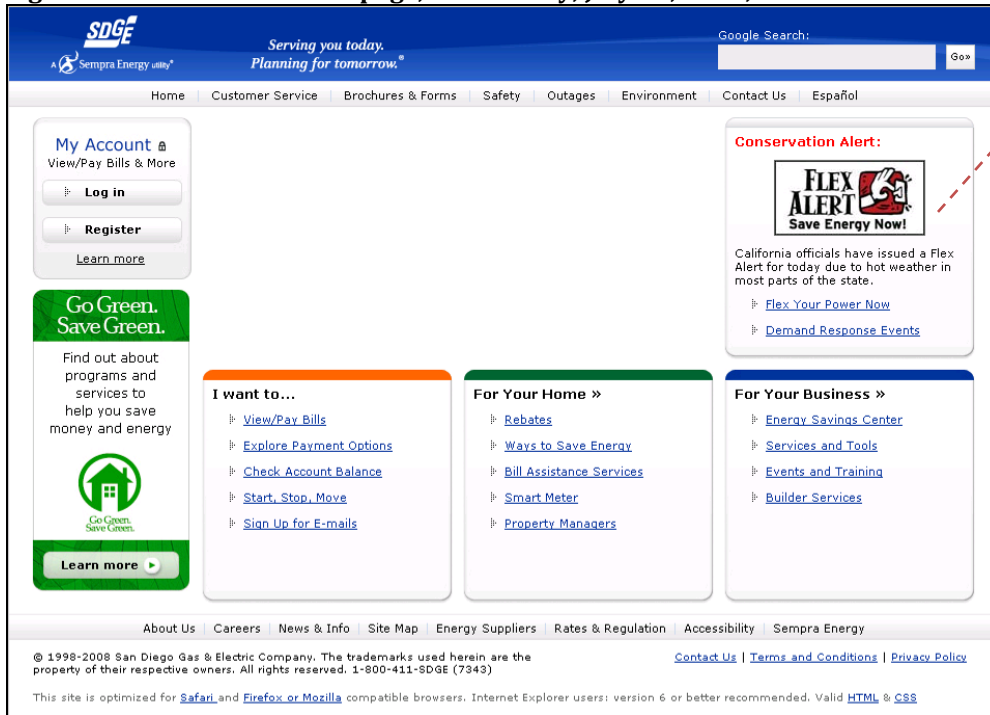 SDGE
A Sempra Energy utility®
Serving you today.
Planning for tomorrow.®
Google Search:
Go»
Home
Customer Service
Brochures & Forms
Safety
Outages
Environment
Contact Us
Español
My Account
View/Pay Bills & More
Log in
Register
Learn more
Go Green.
Save Green.
Find out about
programs and
services to
help you save
money and energy
Go Green.
Save Green.
Learn more
Conservation Alert:
FLEX
ALERT
Save Energy Now!
California officials have issued a Flex
Alert for today due to hot weather in
most parts of the state.
Flex Your Power Now
Demand Response Events
I want to...
View/Pay Bills
Explore Payment Options
Check Account Balance
Start, Stop, Move
Sign Up for E-mails
For Your Home »
Rebates
Ways to Save Energy
Bill Assistance Services
Smart Meter
Property Managers
For Your Business »
Energy Savings Center
Services and Tools
Events and Training
Builder Services
About Us
Careers
News & Info
Site Map
Energy Suppliers
Rates & Regulation
Accessibility
Sempra Energy
© 1998-2008 San Diego Gas & Electric Company. The trademarks used herein are the
property of their respective owners. All rights reserved. 1-800-411-SDGE (7343)
Contact Us | Terms and Conditions | Privacy Policy
This site is optimized for Safari and Firefox or Mozilla compatible browsers. Internet Explorer users: version 6 or better recommended. Valid HTML & CSS